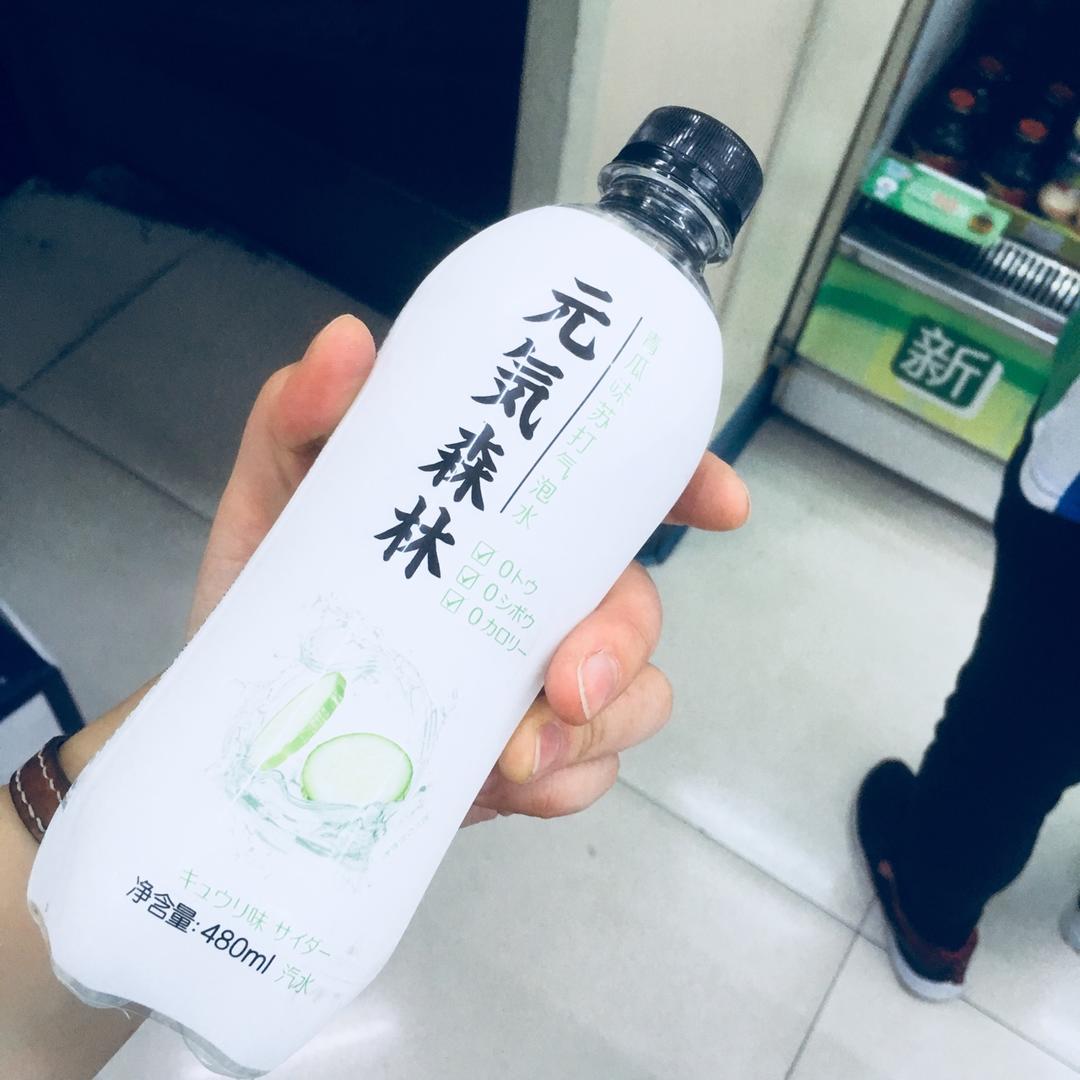 元気森林
青瓜味苏打气泡水
0トウ
0シボウ
0カロリー
キュウリ味 サイダー
净含量:480ml 汽水
新